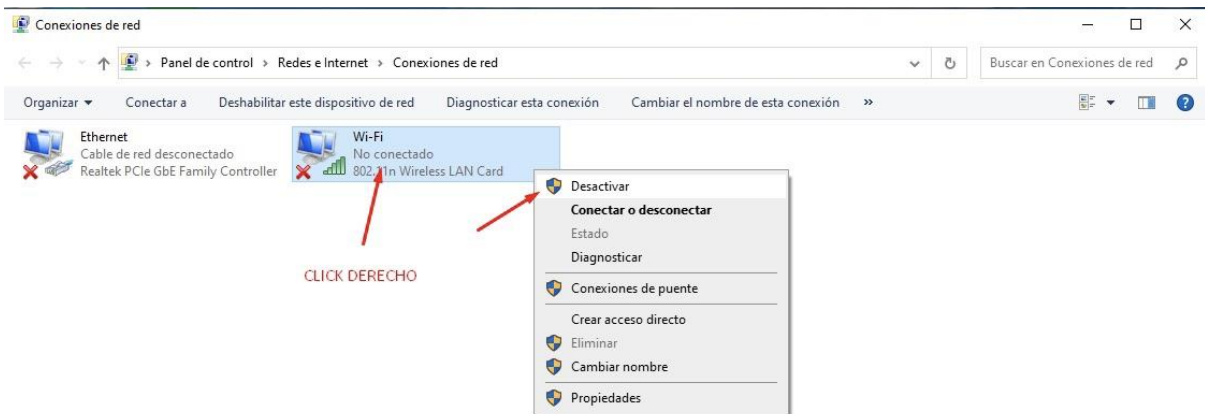 Conexiones de red
Panel de control > Redes e Internet > Conexiones de red
Buscar en Conexiones de red
Organizar Conectar a Deshabilitar este dispositivo de red Diagnosticar esta conexión Cambiar el nombre de esta conexión »
Ethernet
Cable de red desconectado
Realtek PCIe GbE Family Controller
Wi-Fi
No conectado
802.11n Wireless LAN Card
Desactivar
Conectar o desconectar
Estado
Diagnosticar
Conexiones de puente
Crear acceso directo
Eliminar
Cambiar nombre
Propiedades
CLICK DERECHO